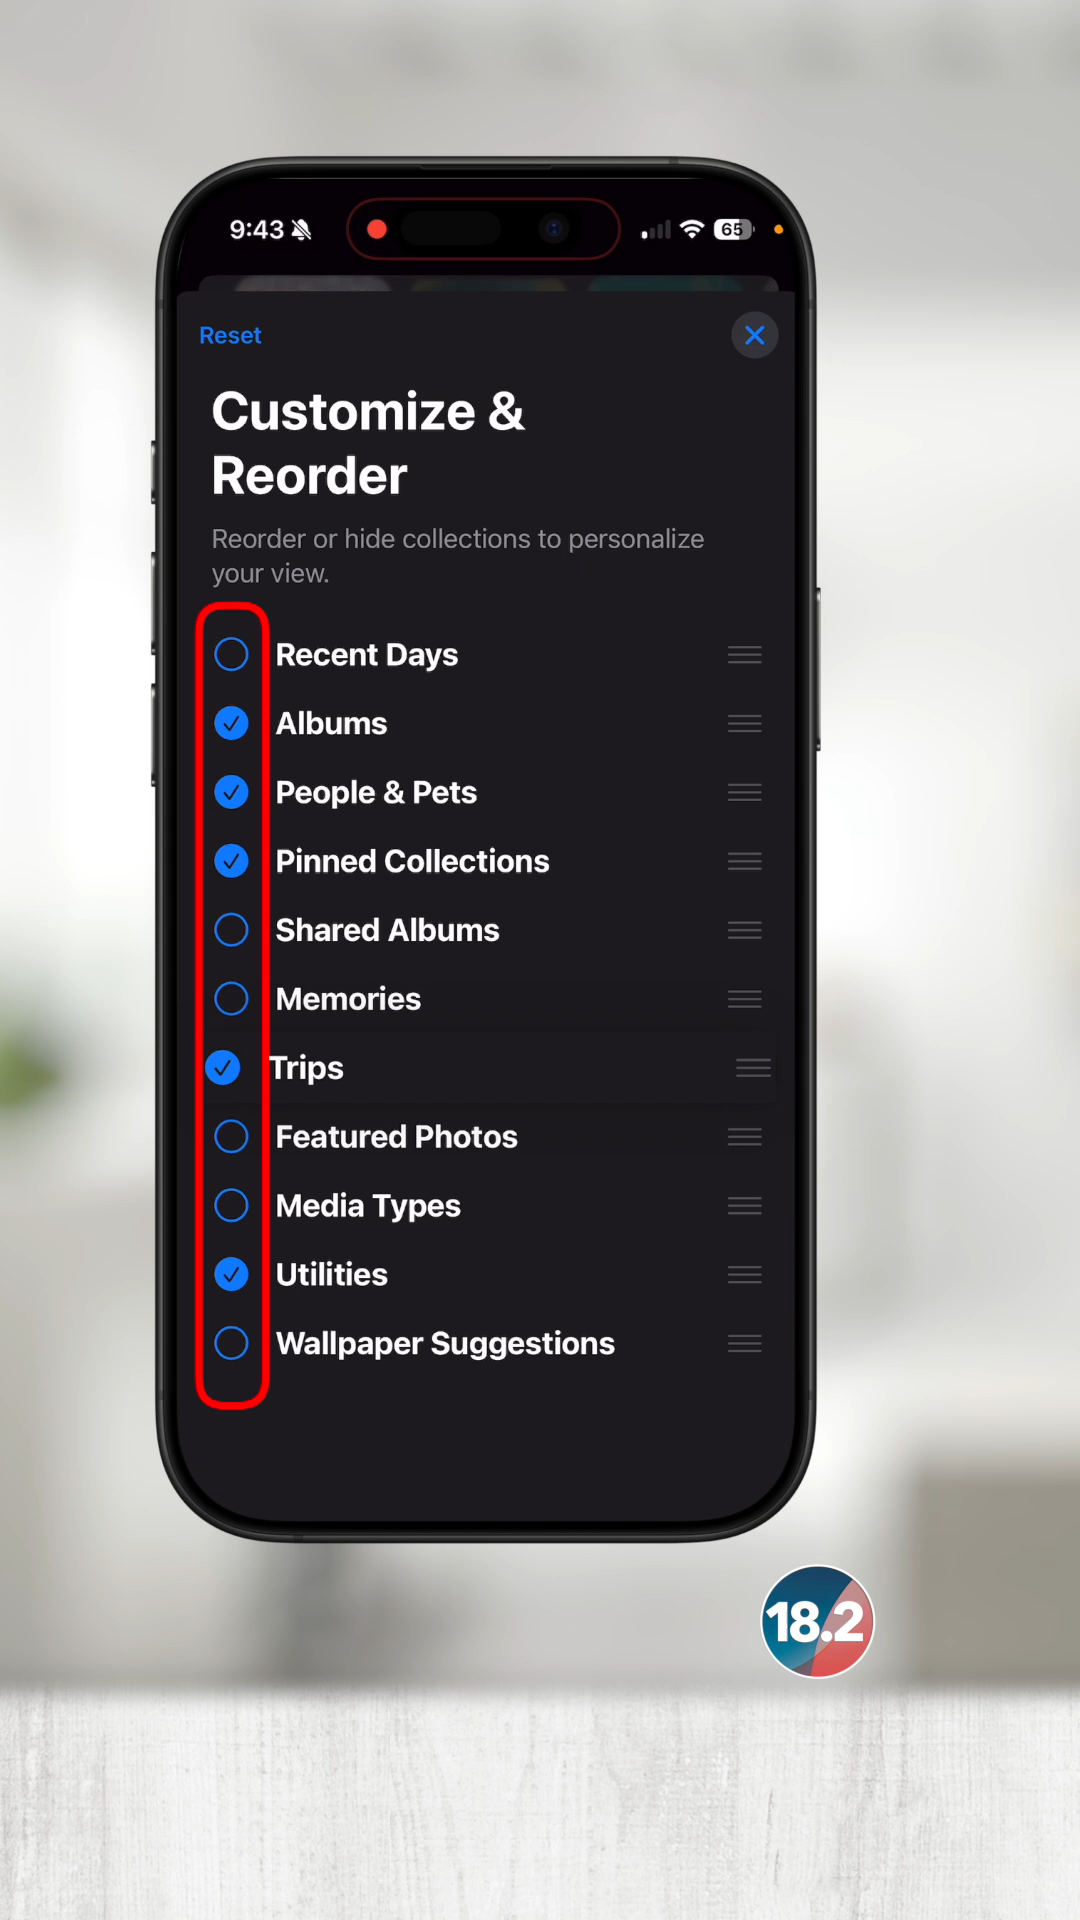 9:43
65
Reset
Customize &
Reorder
Reorder or hide collections to personalize
your view.
Recent Days
Albums
People & Pets
Pinned Collections
Shared Albums
Memories
Trips
Featured Photos
Media Types
Utilities
Wallpaper Suggestions
18.2